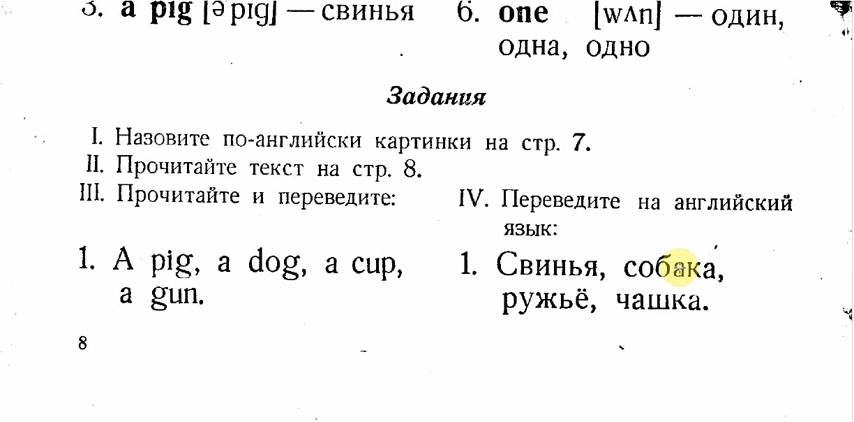 3. a pig [ə pıg] — свинья
6. one [wʌn] — один,
одна, одно
Задания
I. Назовите по-английски картинки на стр. 7.
II. Прочитайте текст на стр. 8.
III. Прочитайте и переведите:
1. A pig, a dog, a cup,
a gun.
IV. Переведите на английский
язык:
1. Свинья, собака,
ружьё, чашка.
8